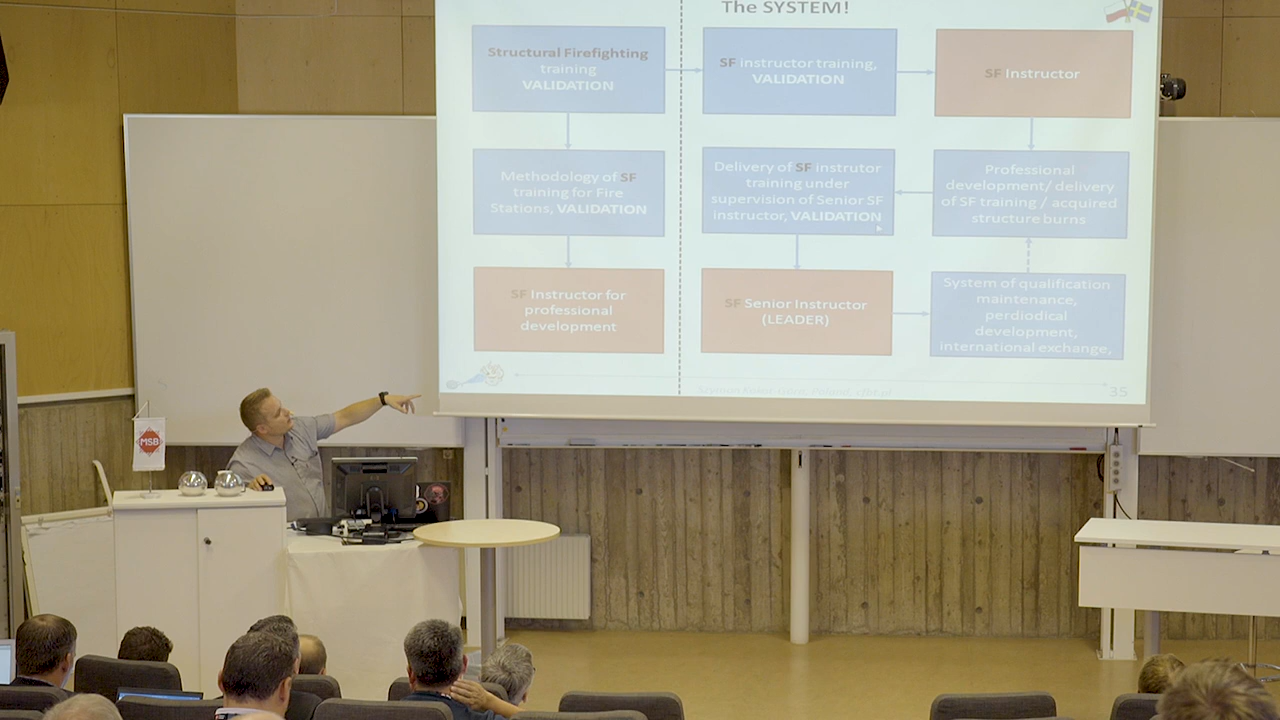 The SYSTEM!
Structural Firefighting
training
VALIDATION
SF instructor training,
VALIDATION
SF Instructor
Methodology of SF
training for Fire
Stations, VALIDATION
Delivery of SF instrutor
training under
supervision of Senior SF
instructor, VALIDATION
Professional
development/ delivery
of SF training / acquired
structure burns
SF Instructor for
professional
development
SF Senior Instructor
(LEADER)
System of qualification
maintenance,
perdiodical
development,
international exchange,
35
MSB